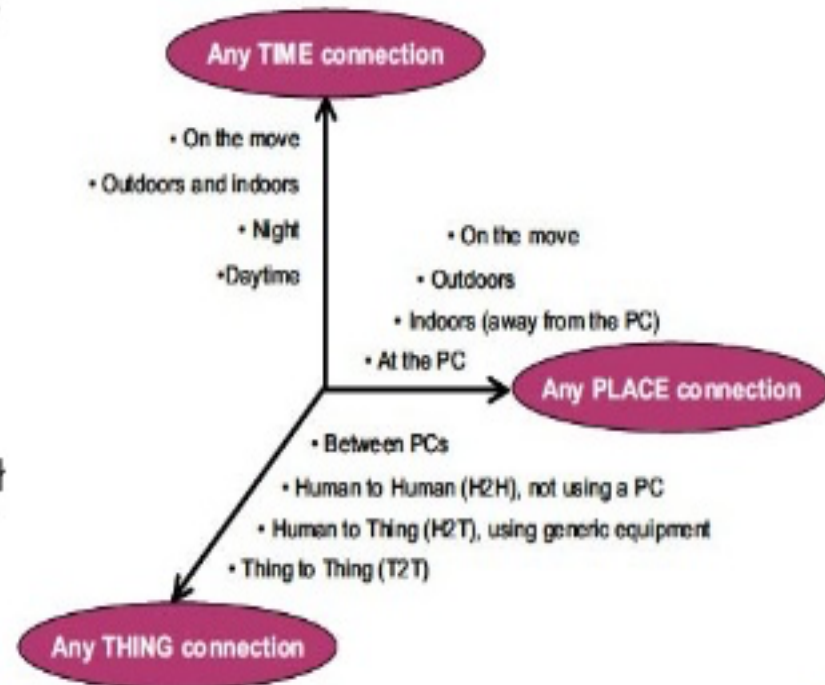 Any TIME connection
• On the move
• Outdoors and indoors
• Night
•Daytime
• On the move
• Outdoors
• Indoors (away from the PC)
• At the PC
Any PLACE connection
• Between PCs
• Human to Human (H2H), not using a PC
• Human to Thing (H2T), using generic equipment
• Thing to Thing (T2T)
Any THING connection